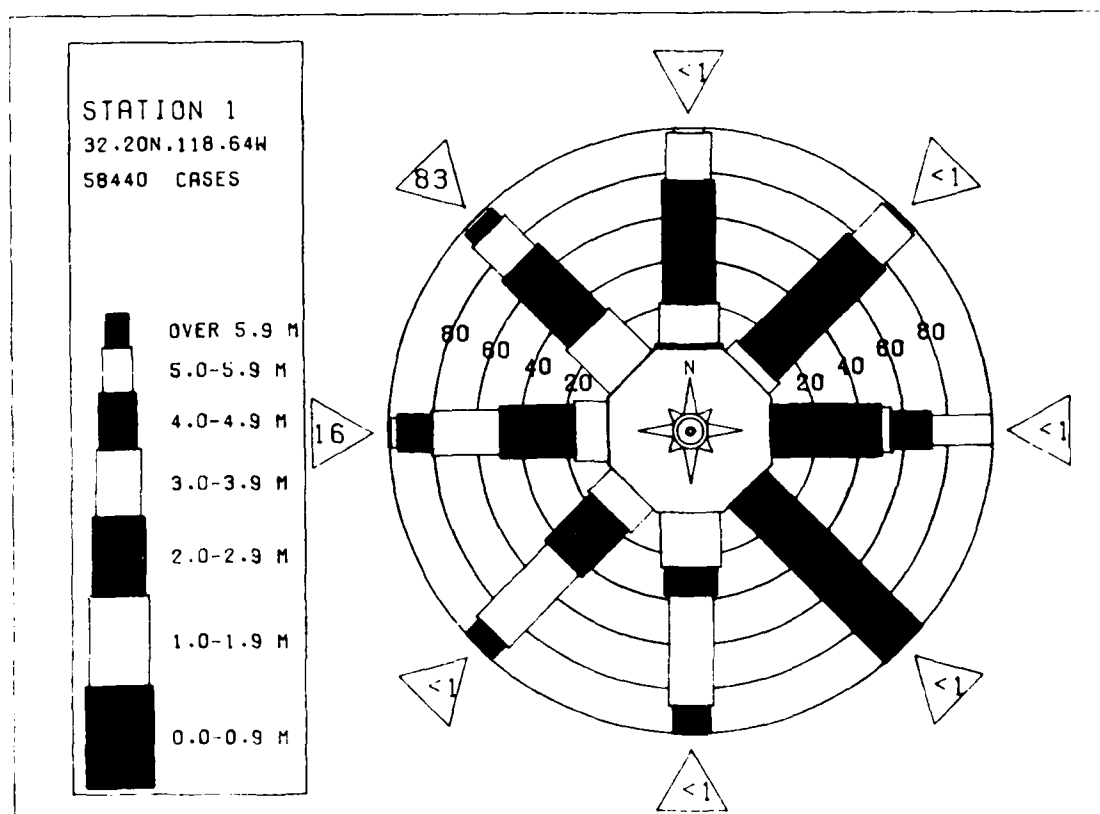 STATION 1
32.20N.118.64W
58440 CASES
OVER 5.9 M
5.0-5.9 M
4.0-4.9 M
3.0-3.9 M
2.0-2.9 M
1.0-1.9 M
0.0-0.9 M
<1
83
<1
80
60
40
20
N
20
40
60
80
16
<1
<1
<1
<1